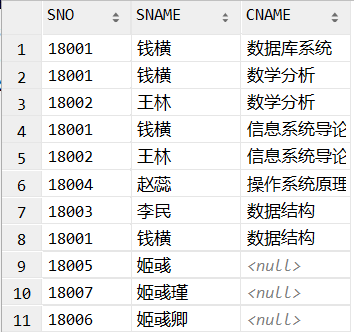 SNO SNAME CNAME
1 18001 钱横 数据库系统
2 18001 钱横 数学分析
3 18002 王林 数学分析
4 18001 钱横 信息系统导论
5 18002 王林 信息系统导论
6 18004 赵蕊 操作系统原理
7 18003 李民 数据结构
8 18001 钱横 数据结构
9 18005 姬彧 <null>
10 18007 姬彧瑾 <null>
11 18006 姬彧卿 <null>